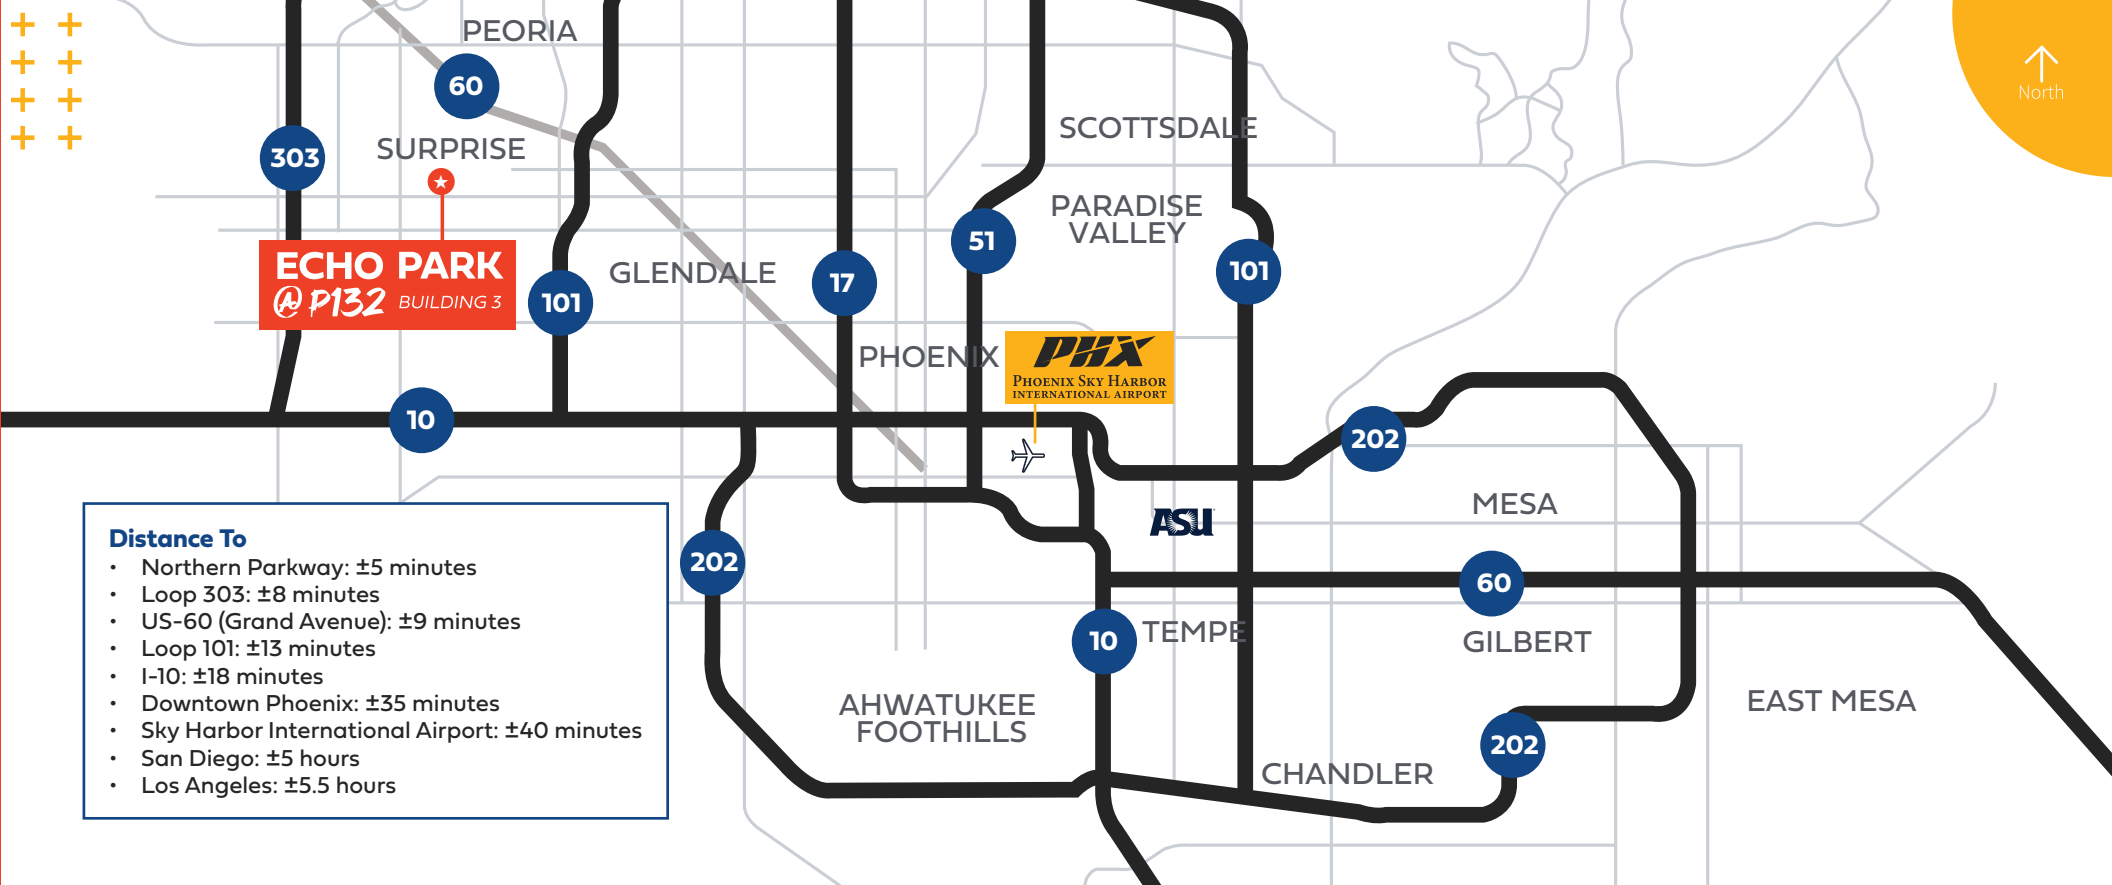 PEORIA
60
North
SCOTTSDALE
303
SURPRISE
PARADISE
VALLEY
51
ECHO PARK
@ P132 BUILDING 3
101
GLENDALE
17
101
PHOENIX
PHX
PHOENIX SKY HARBOR
INTERNATIONAL AIRPORT
10
202
MESA
ASU
Distance To
• Northern Parkway: ±5 minutes
• Loop 303: ±8 minutes
• US-60 (Grand Avenue): ±9 minutes
• Loop 101: ±13 minutes
• I-10: ±18 minutes
• Downtown Phoenix: ±35 minutes
• Sky Harbor International Airport: ±40 minutes
• San Diego: ±5 hours
• Los Angeles: ±5.5 hours
202
60
10
TEMPE
GILBERT
AHWATUKEE
FOOTHILLS
EAST MESA
202
CHANDLER